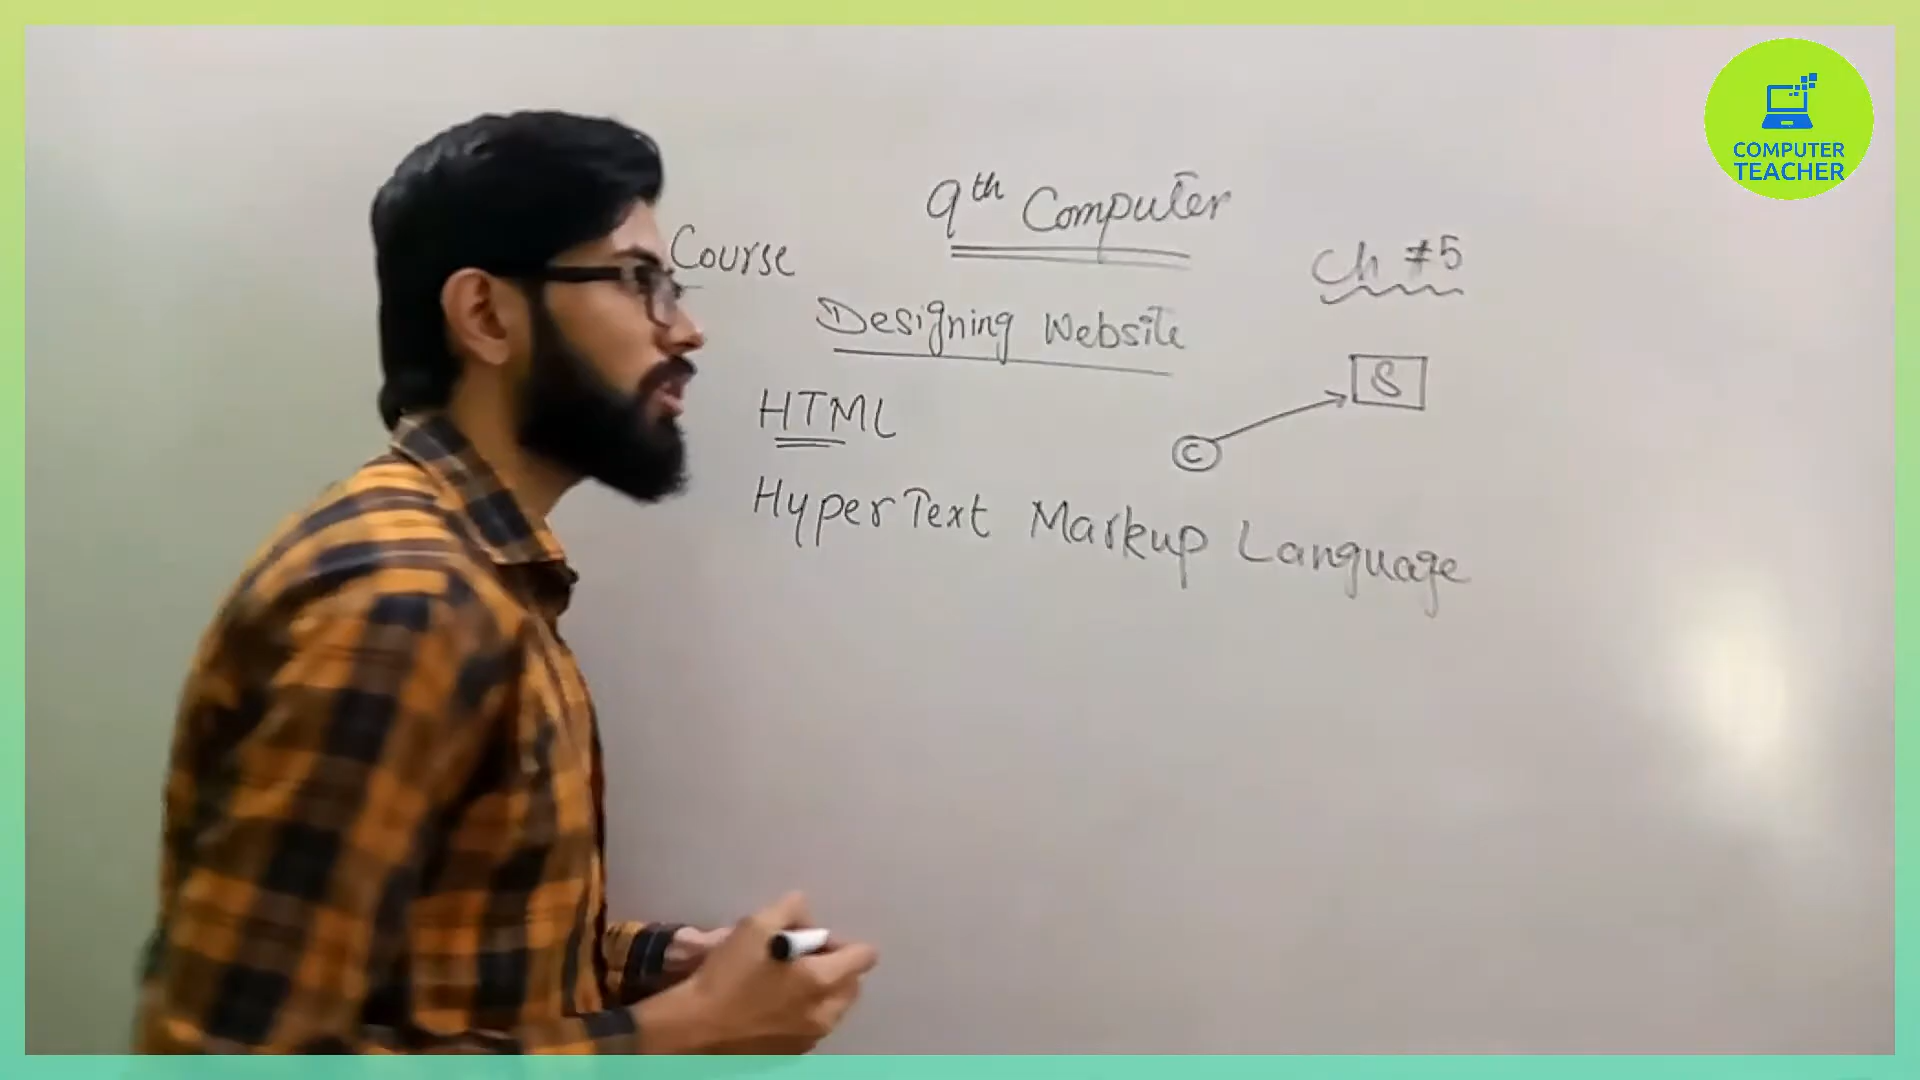 COMPUTER
TEACHER
9th Computer
Course
Ch #5
Designing Website
S
HTML
C
HyperText Markup Language